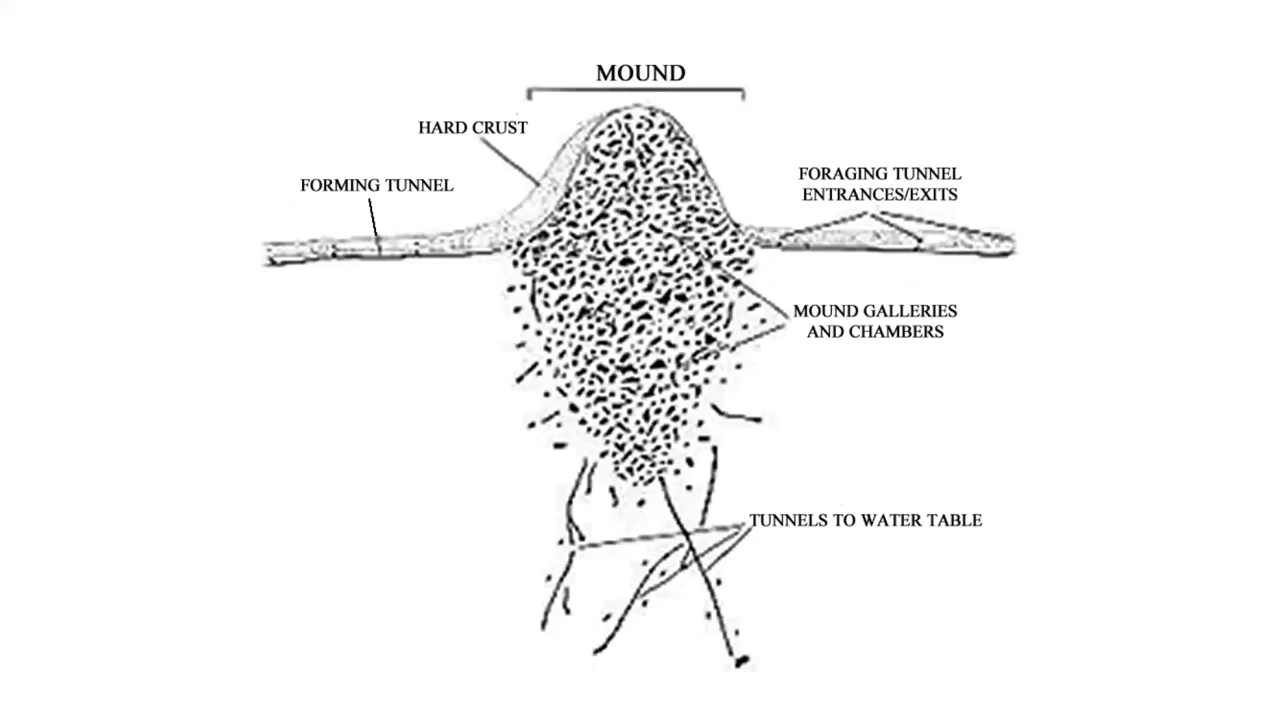 MOUND
HARD CRUST
FORMING TUNNEL
FORAGING TUNNEL
ENTRANCES/EXITS
MOUND GALLERIES
AND CHAMBERS
TUNNELS TO WATER TABLE